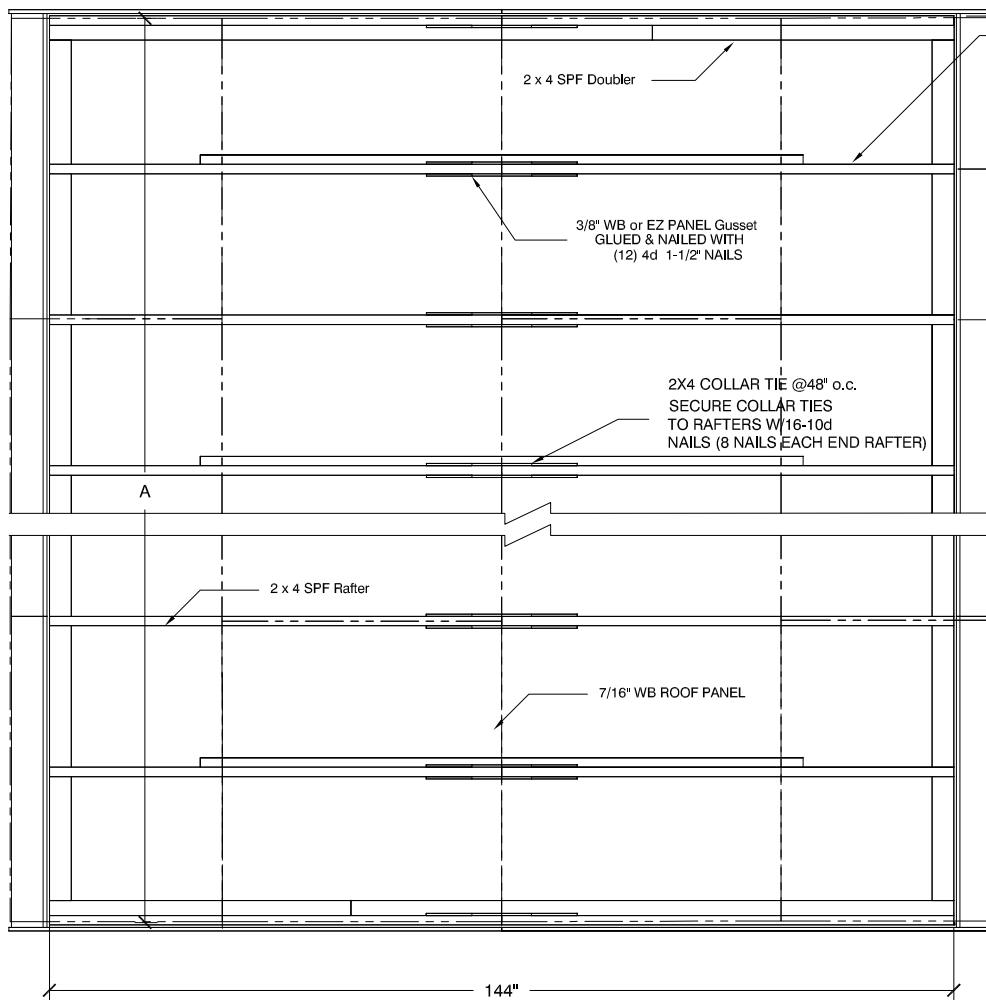 2 x 4 SPF Doubler
3/8" WB or EZ PANEL Gusset
GLUED & NAILED WITH
(12) 4d 1-1/2" NAILS
2X4 COLLAR TIE @48" o.c.
SECURE COLLAR TIES
TO RAFTERS W/16-10d
NAILS (8 NAILS EACH END RAFTER)
A
2 x 4 SPF Rafter
7/16" WB ROOF PANEL
144"